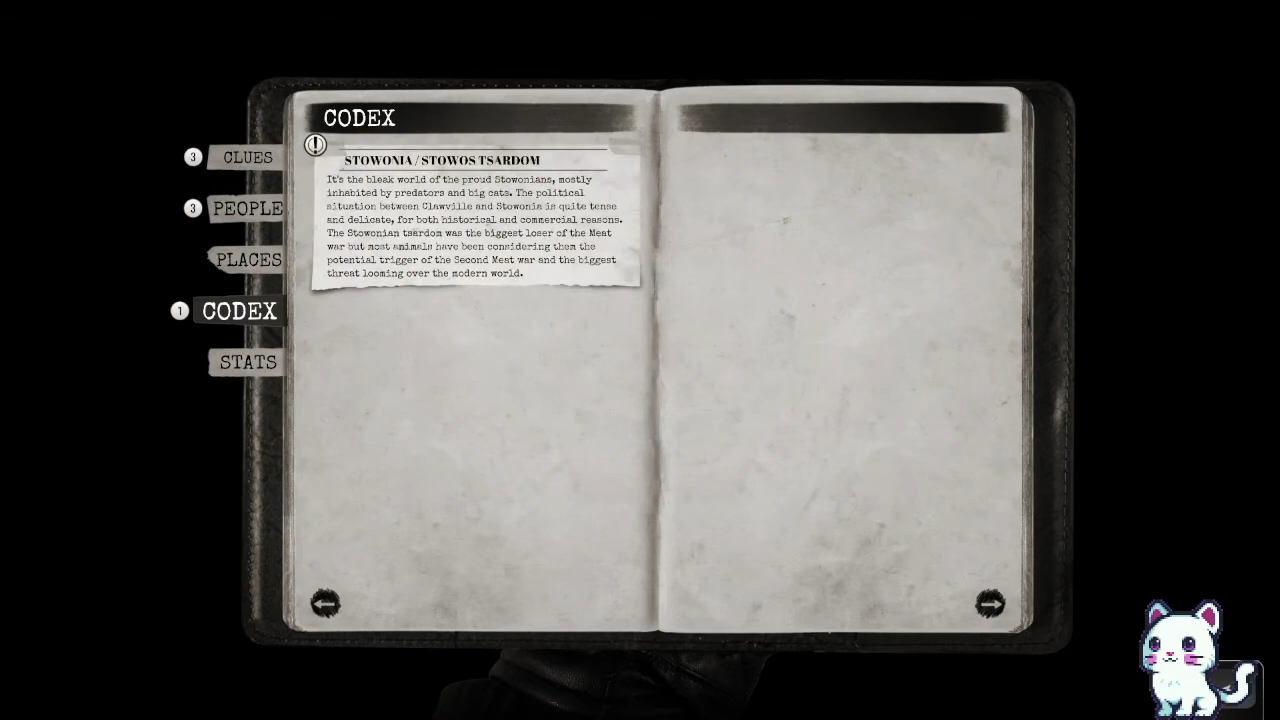 CODEX
STOWONIA / STOWOS TSARDOM
It's the bleak world of the proud Stowonians, mostly
inhabited by predators and big cats. The political
situation between Clawville and Stowonia is quite tense
and delicate, for both historical and commercial reasons.
The Stowonian tsardom was the biggest loser of the Meat
war but most animals have been considering them the
potential trigger of the Second Meat war and the biggest
threat looming over the modern world.
3 CLUES
3 PEOPLE
PLACES
1 CODEX
STATS